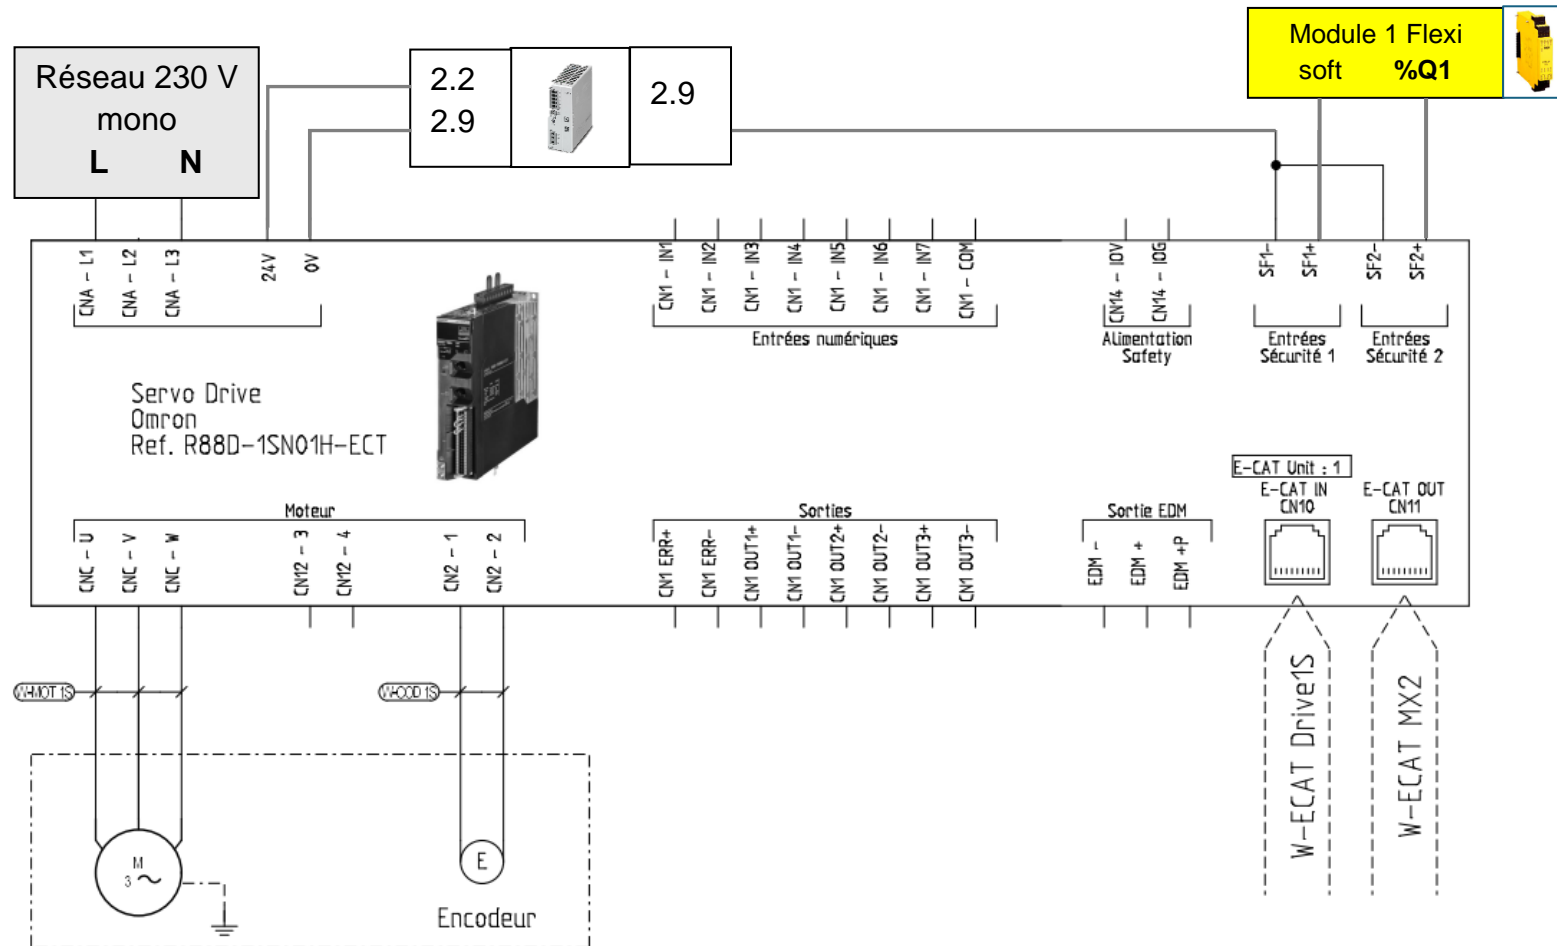 Réseau 230 V
mono
L N
2.2
2.9
2.9
Module 1 Flexi
soft %Q1
CNA - L1
CNA - L2
CNA - L3
24V
0V
CN1 - IN1
CN1 - IN2
CN1 - IN3
CN1 - IN4
CN1 - IN5
CN1 - IN6
CN1 - IN7
CN1 - COM
Entrées numériques
CN14 - IOV
CN14 - IOG
Alimentation
Safety
SF1-
SF1+
Entrées
Sécurité 1
SF2-
SF2+
Entrées
Sécurité 2
Servo Drive
Omron
Ref. R88D-1SN01H-ECT
Moteur
CNC - U
CNC - V
CNC - W
CN12 - 3
CN12 - 4
CN2 - 1
CN2 - 2
Sorties
CN1 ERR+
CN1 ERR-
CN1 OUT1+
CN1 OUT1-
CN1 OUT2+
CN1 OUT2-
CN1 OUT3+
CN1 OUT3-
Sortie EDM
EDM -
EDM +
EDM +P
E-CAT Unit : 1
E-CAT IN
CN10
E-CAT OUT
CN11
W-MOT 1S
W-COD 1S
W-ECAT Drive1S
W-ECAT MX2
M
3
E
Encodeur